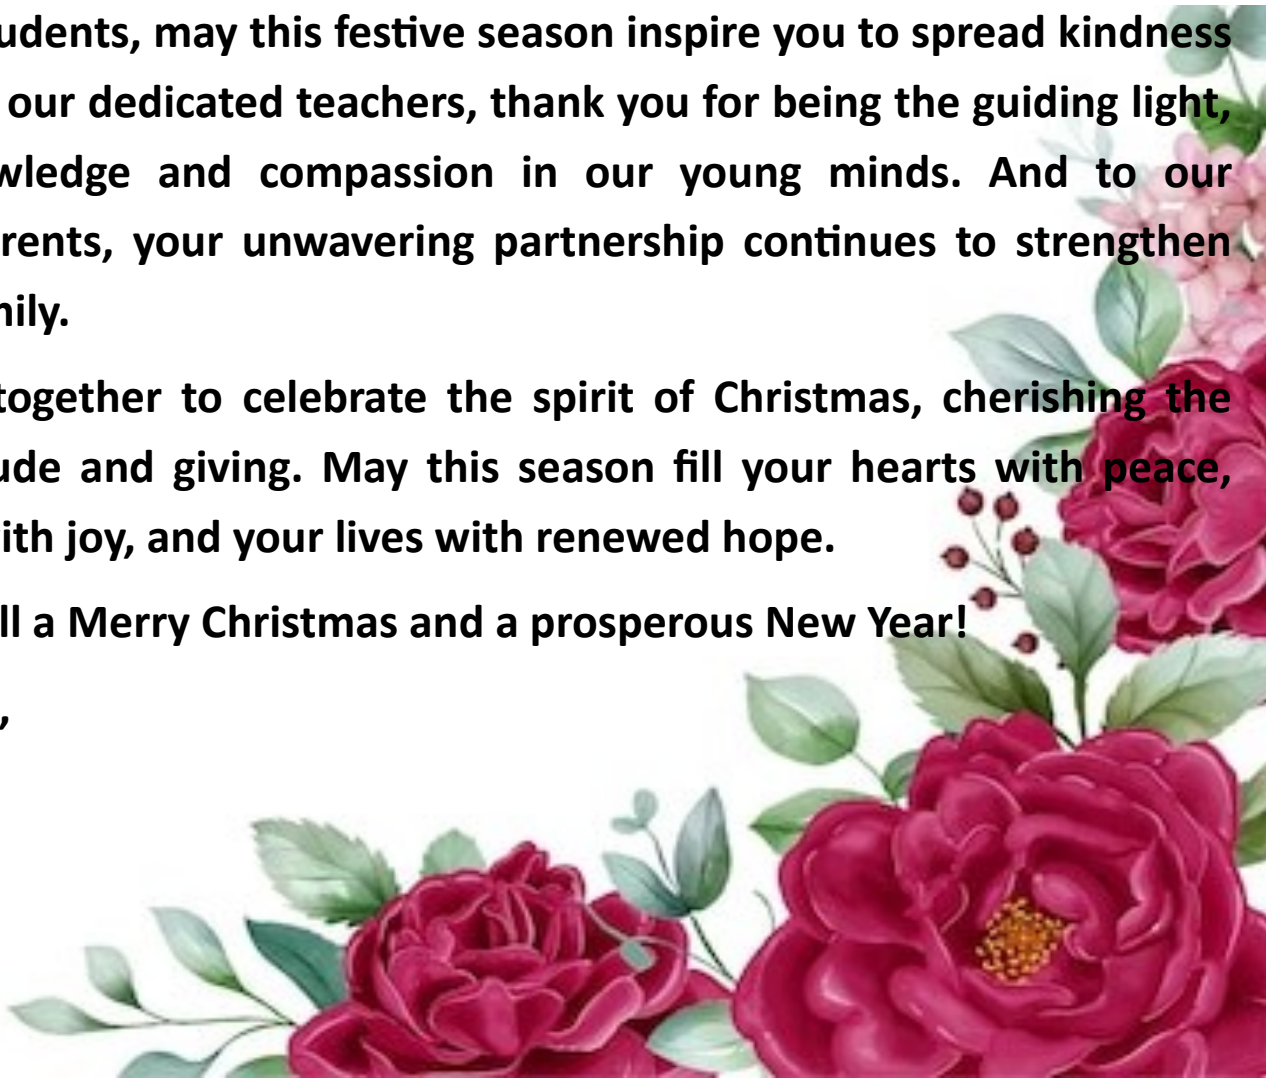 udents, may this festive season inspire you to spread kindness
our dedicated teachers, thank you for being the guiding light,
wledge and compassion in our young minds. And to our
rents, your unwavering partnership continues to strengthen
nily.
together to celebrate the spirit of Christmas, cherishing the
ude and giving. May this season fill your hearts with peace,
ith joy, and your lives with renewed hope.
ll a Merry Christmas and a prosperous New Year!
,